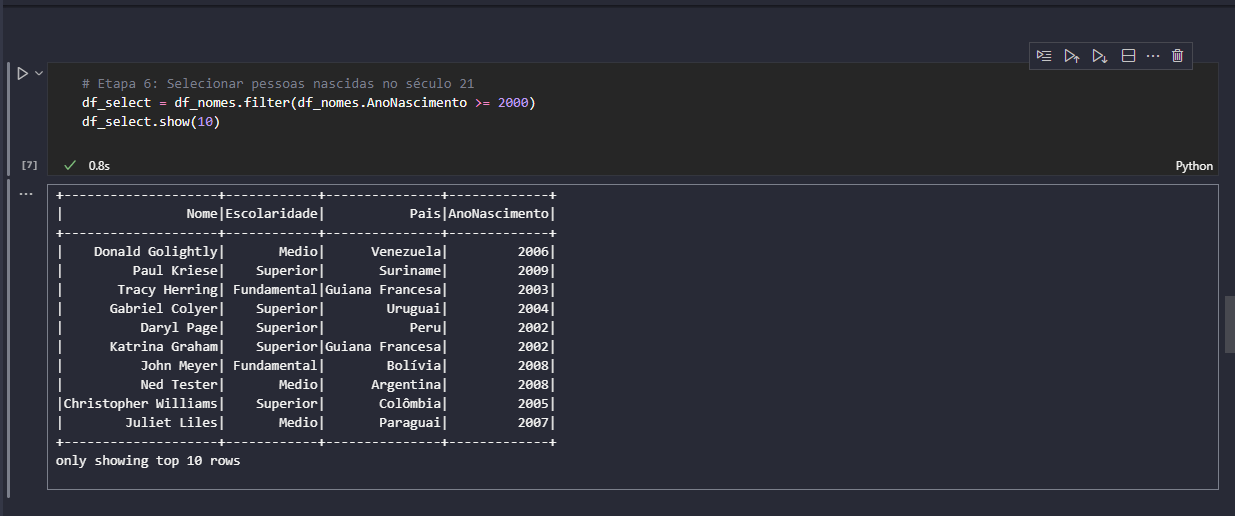 # Etapa 6: Selecionar pessoas nascidas no século 21
df_select = df_nomes.filter(df_nomes.AnoNascimento >= 2000)
df_select.show(10)
[7] 0.8s Python
+--------------------+------------+---------------+-------------+
|                Nome|Escolaridade|           Pais|AnoNascimento|
+--------------------+------------+---------------+-------------+
|    Donald Golightly|       Medio|      Venezuela|         2006|
|         Paul Kriese|    Superior|       Suriname|         2009|
|       Tracy Herring| Fundamental|Guiana Francesa|         2003|
|      Gabriel Colyer|    Superior|        Uruguai|         2004|
|          Daryl Page|    Superior|           Peru|         2002|
|      Katrina Graham|    Superior|Guiana Francesa|         2002|
|          John Meyer| Fundamental|        Bolívia|         2008|
|          Ned Tester|       Medio|      Argentina|         2008|
|Christopher Williams|    Superior|       Colômbia|         2005|
|        Juliet Liles|       Medio|       Paraguai|         2007|
+--------------------+------------+---------------+-------------+
only showing top 10 rows